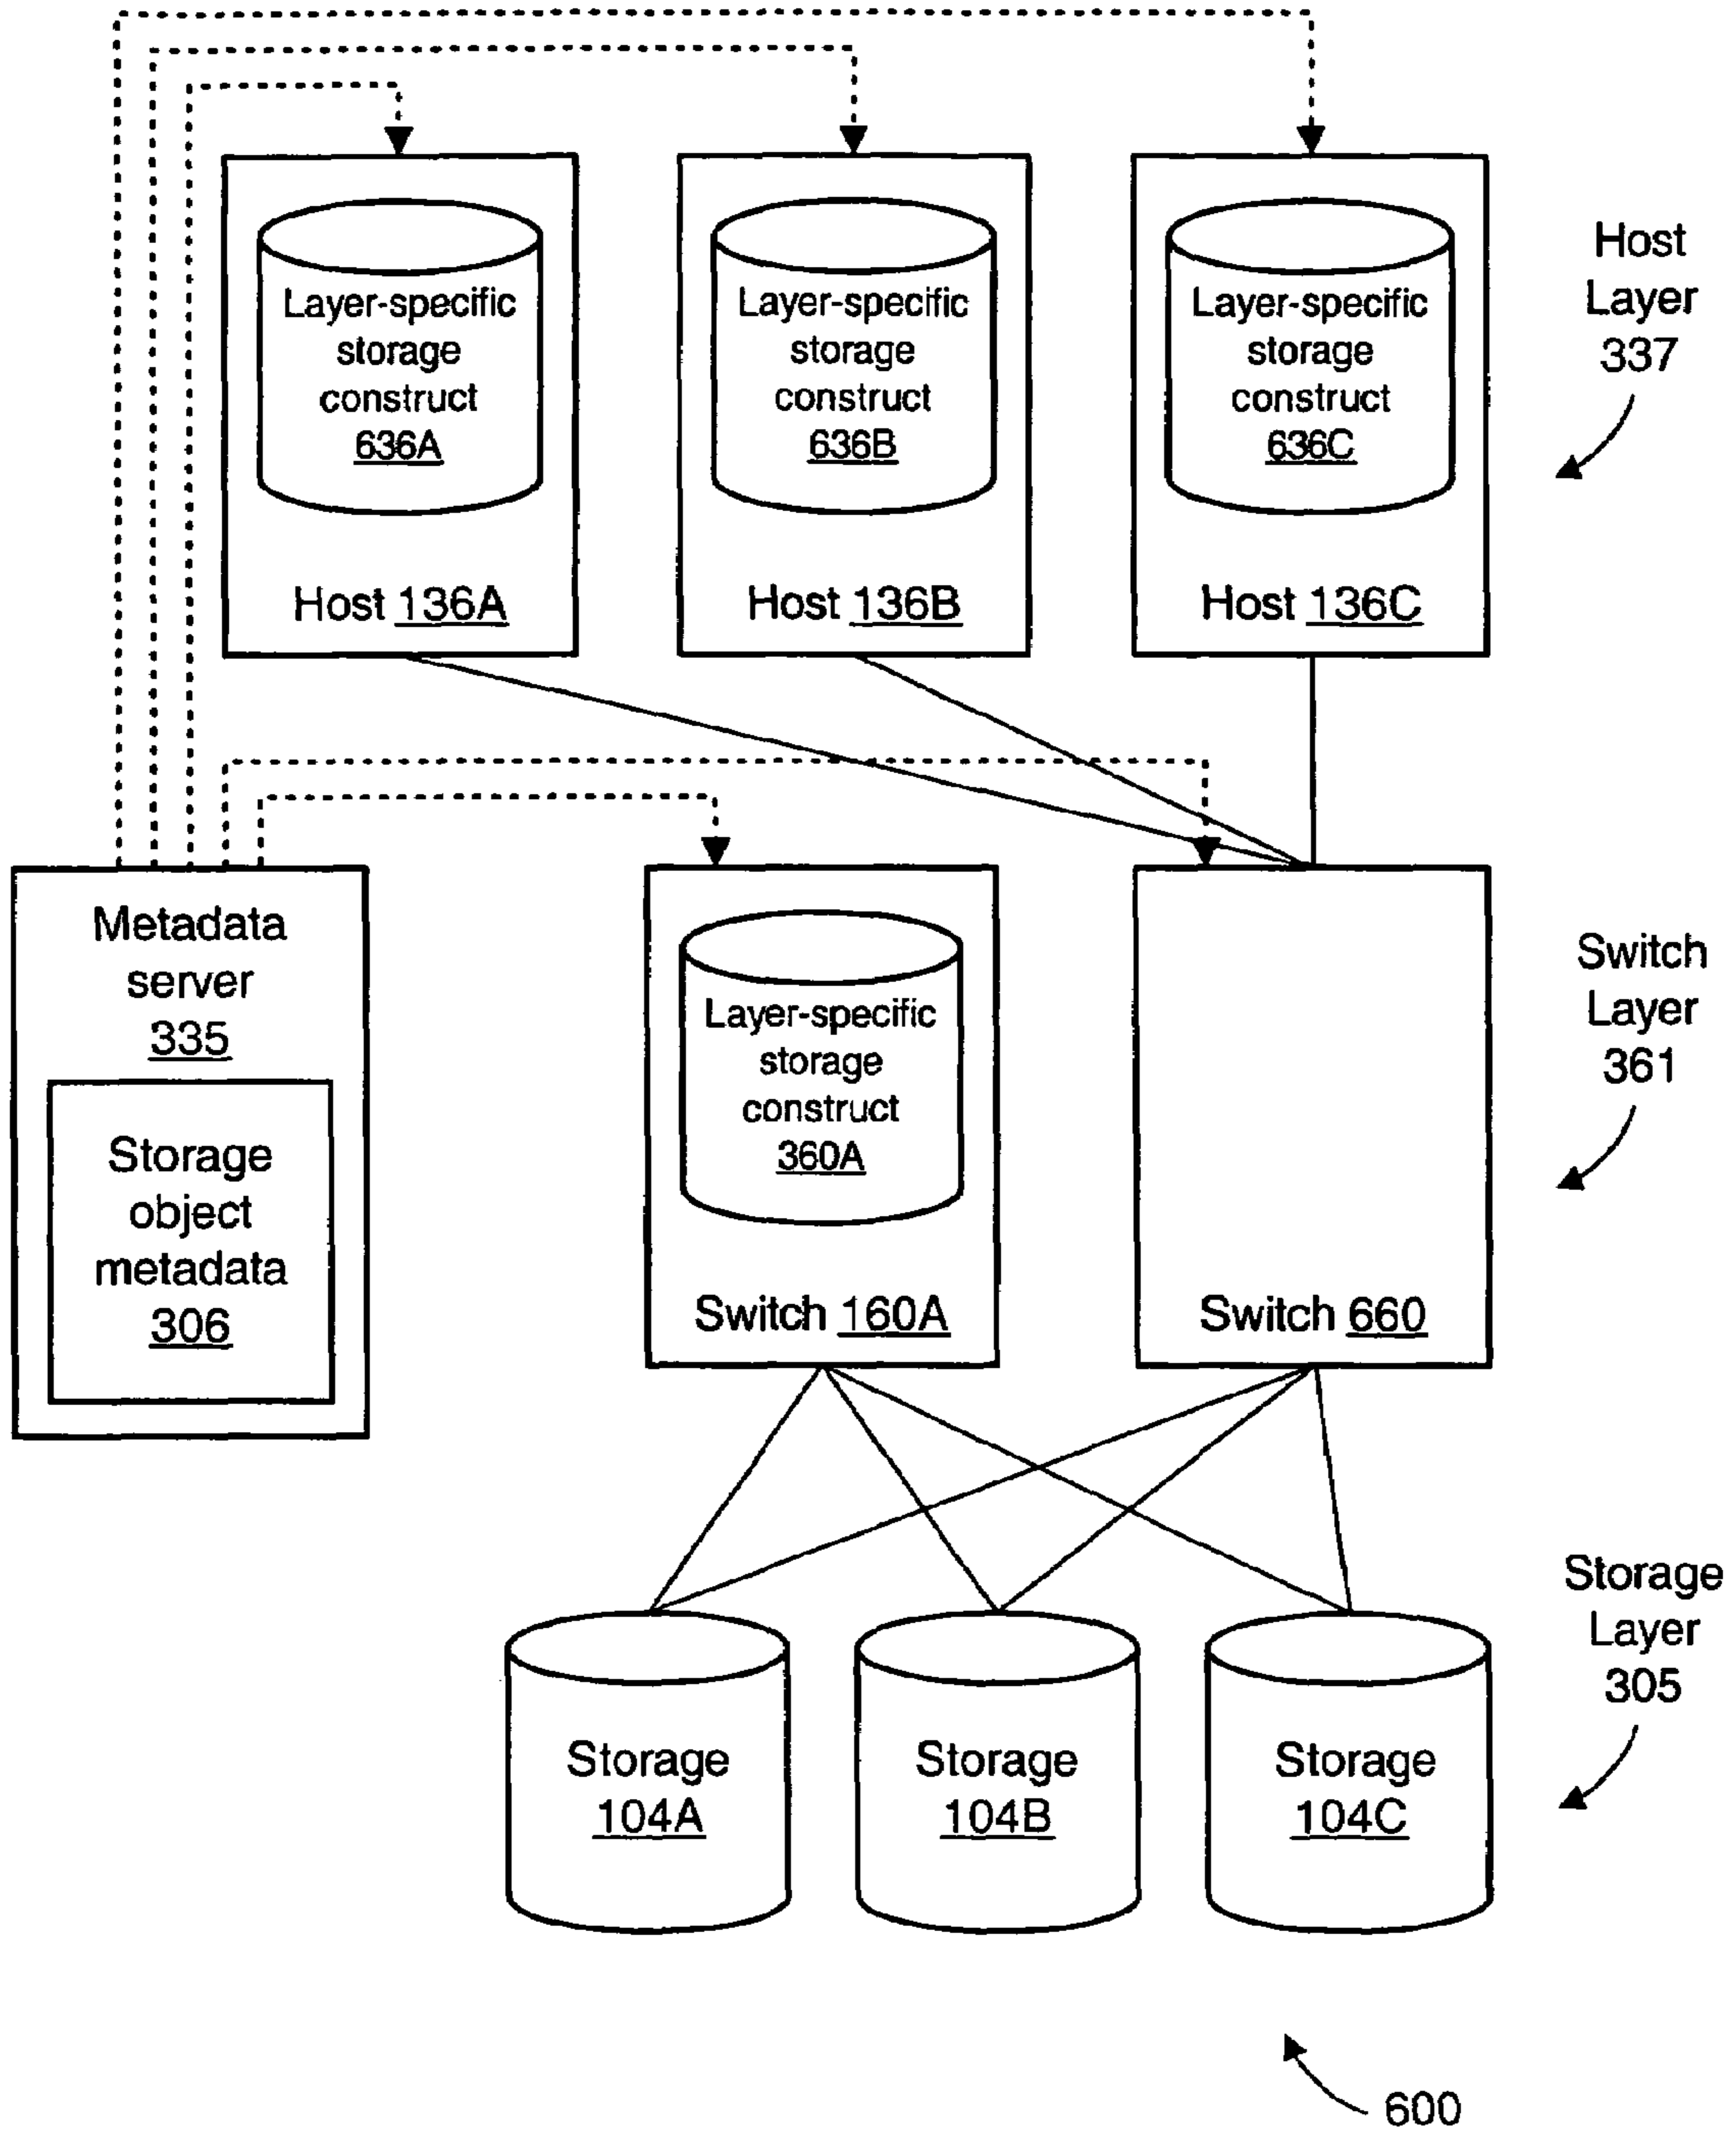 Layer-specific
storage
construct
636A
Host 136A
Layer-specific
storage
construct
636B
Host 136B
Layer-specific
storage
construct
636C
Host 136C
Host
Layer
337
Metadata
server
335
Storage
object
metadata
306
Layer-specific
storage
construct
360A
Switch 160A
Switch 660
Switch
Layer
361
Storage
104A
Storage
104B
Storage
104C
Storage
Layer
305
600